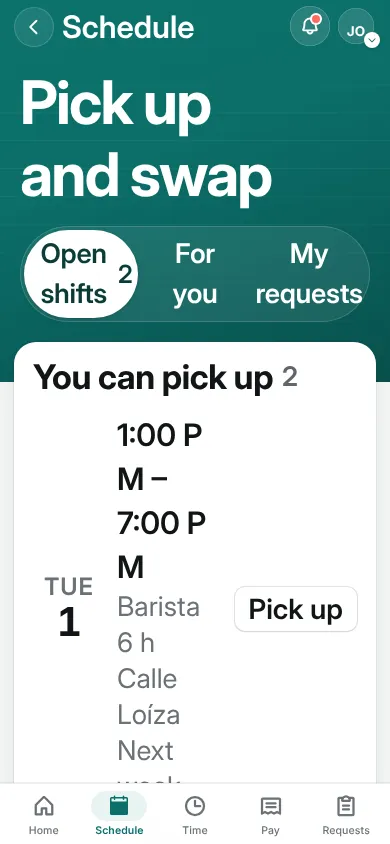 Schedule
JO
Pick up
and swap
Open
shifts
2
For
you
My
requests
You can pick up 2
TUE
1
1:00 P
M –
7:00 P
M
Barista
6 h
Calle
Loíza
Next
Pick up
Home
Schedule
Time
Pay
Requests